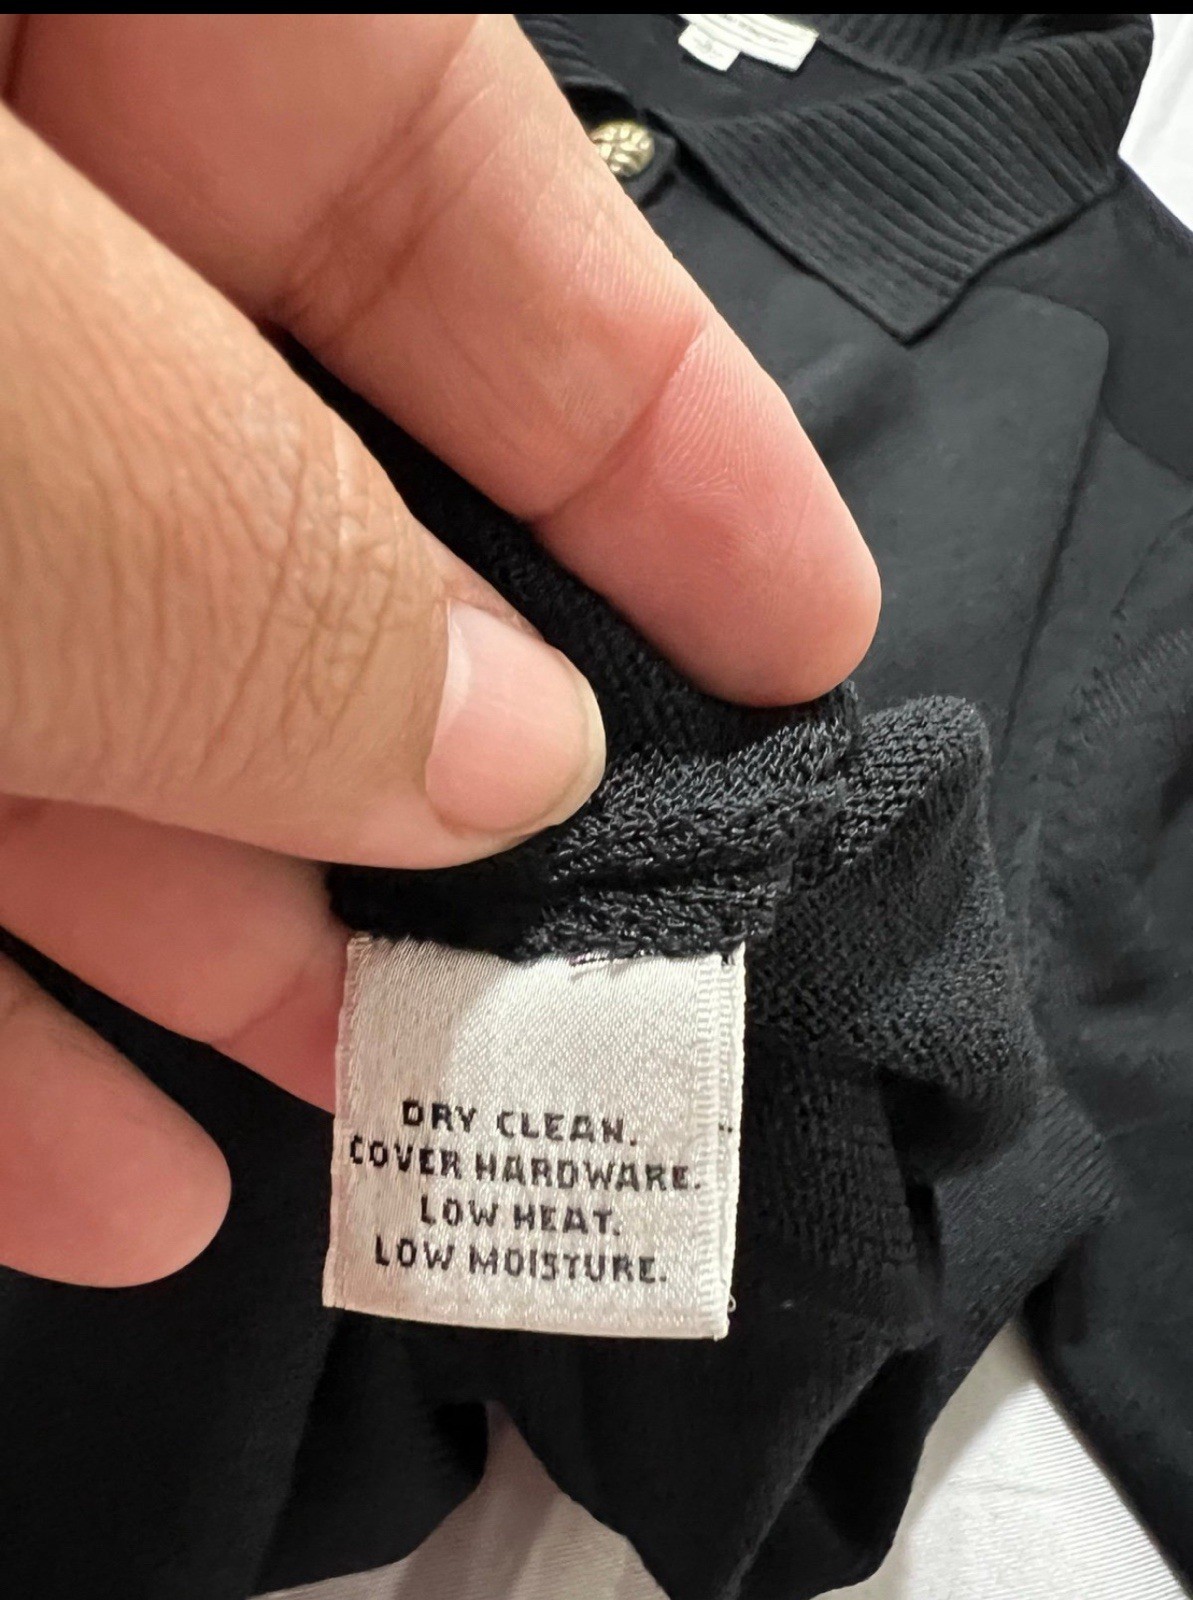 DRY CLEAN.
COVER HARDWARE.
LOW HEAT.
LOW MOISTURE.